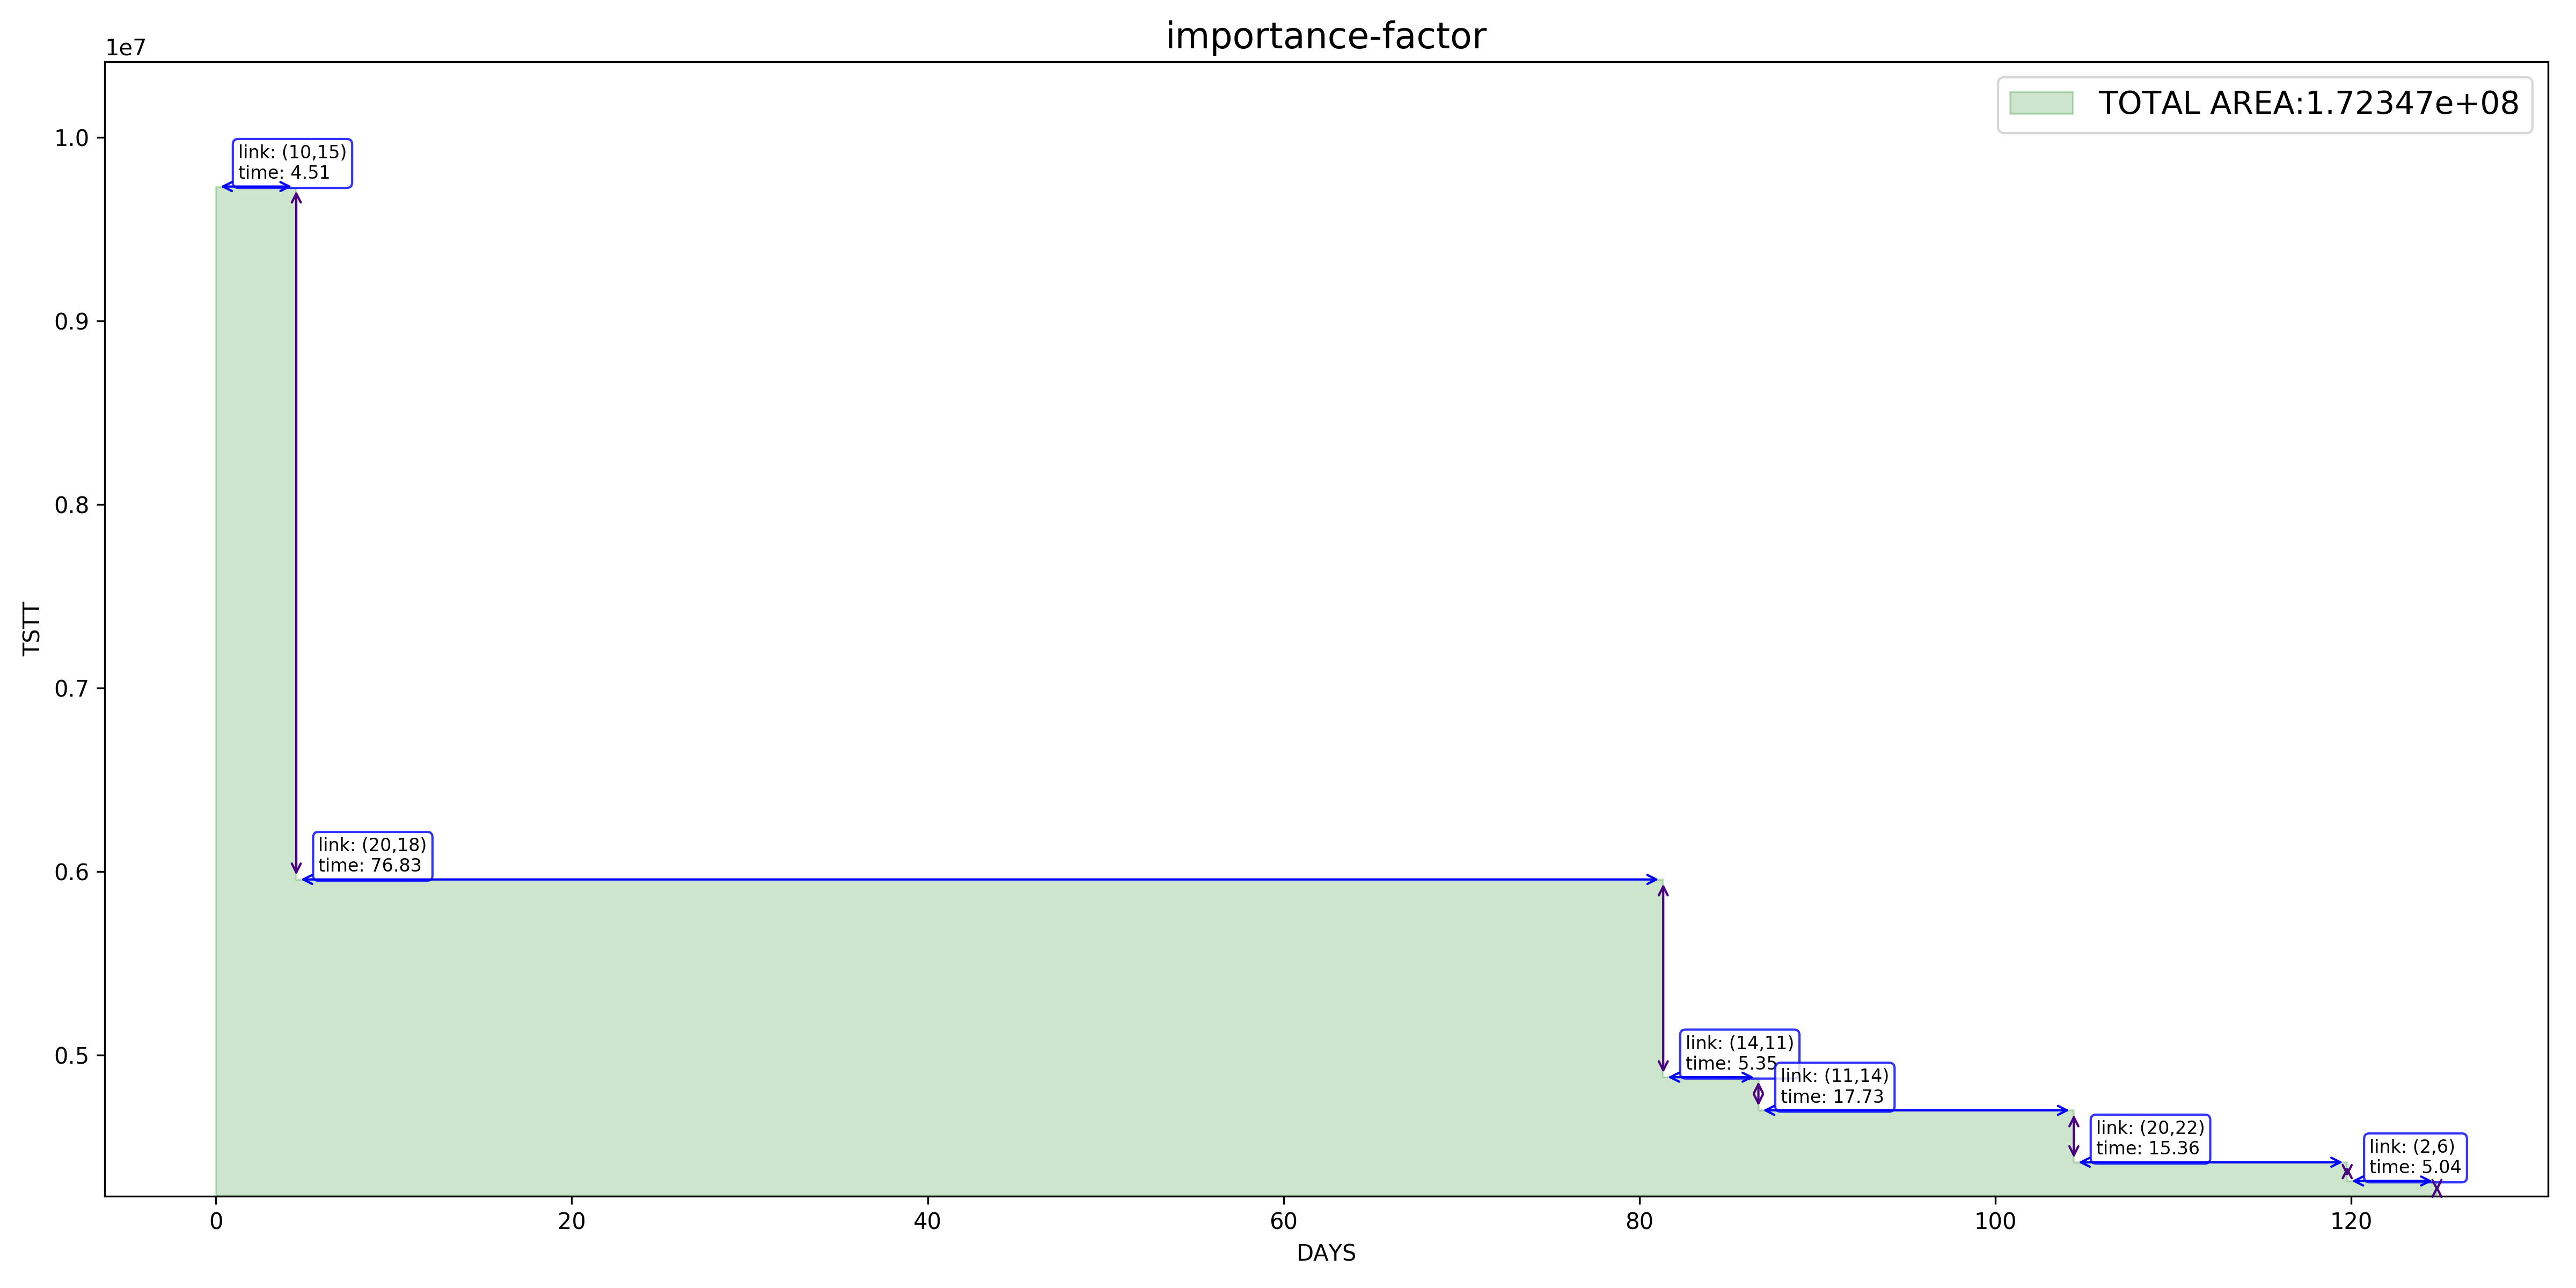 importance-factor
1e7
TOTAL AREA:1.72347e+08
1.0
0.9
0.8
0.7
0.6
0.5
TSTT
link: (10,15)
time: 4.51
link: (20,18)
time: 76.83
link: (14,11)
time: 5.35
link: (11,14)
time: 17.73
link: (20,22)
time: 15.36
link: (2,6)
time: 5.04
0 20 40 60 80 100 120
DAYS